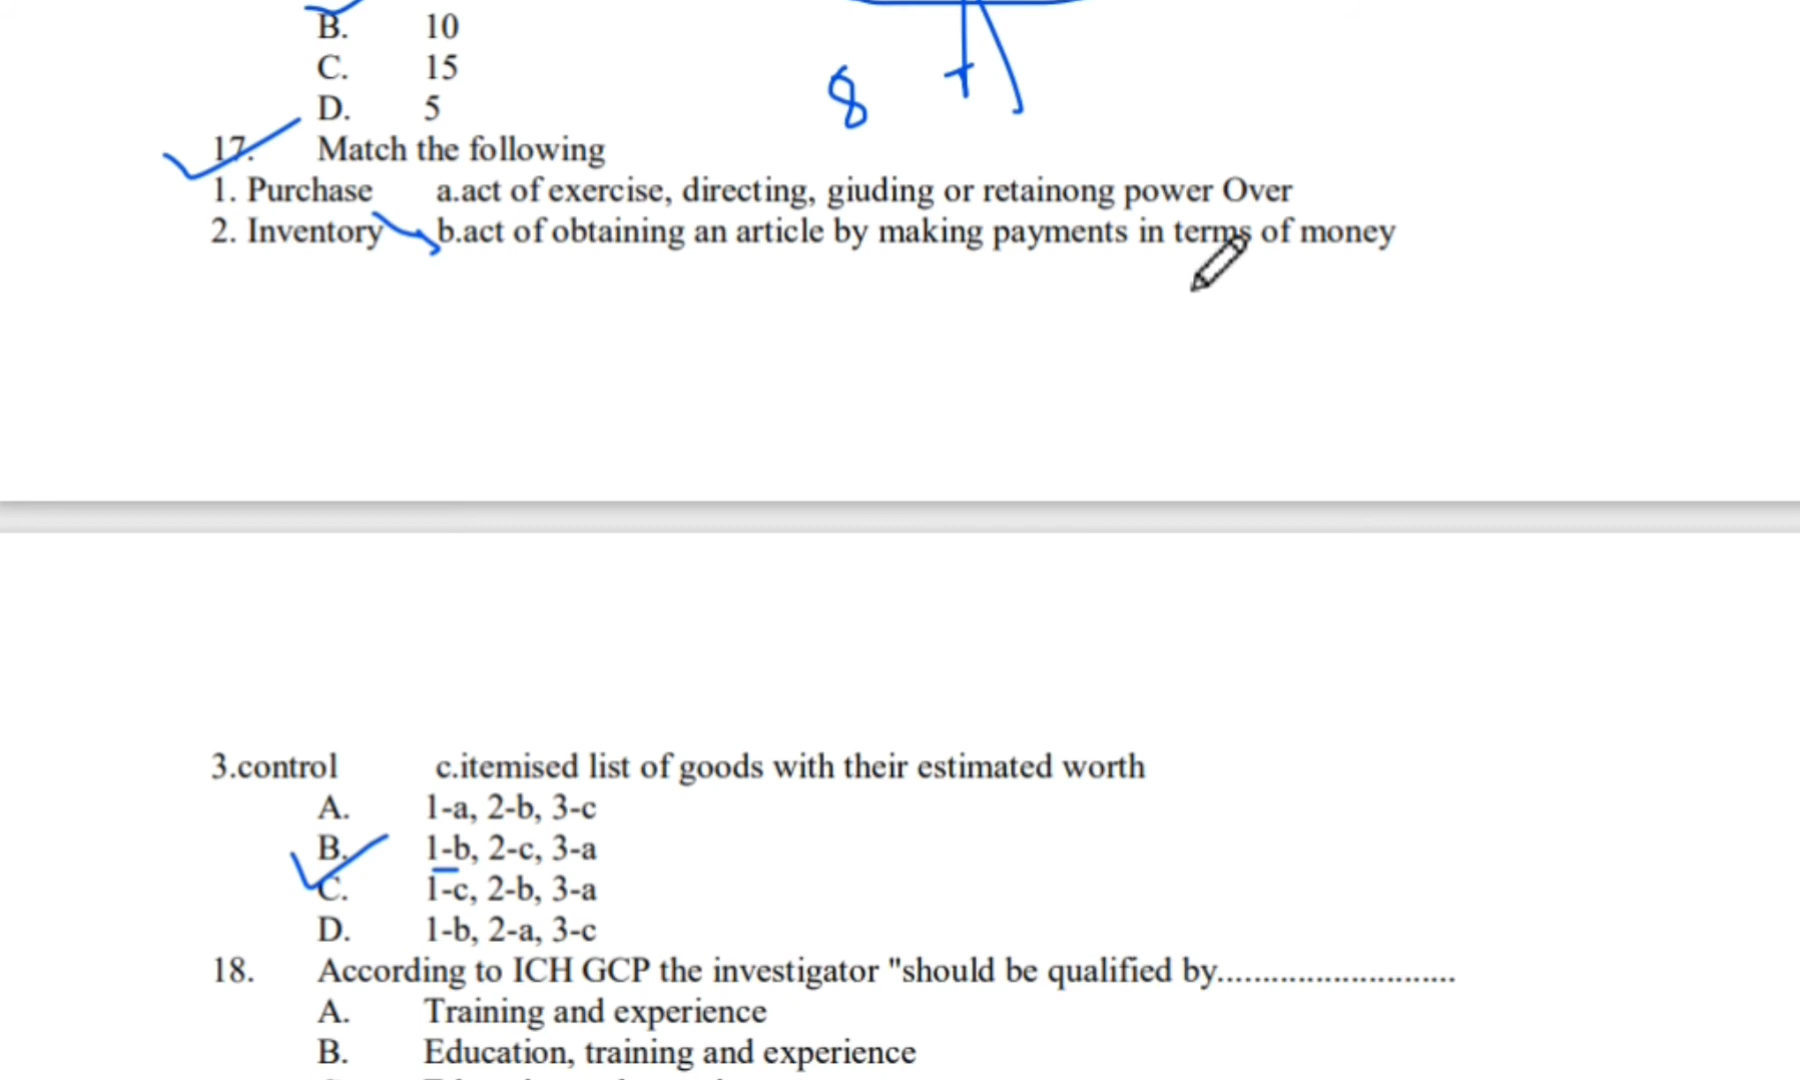 B. 10
C. 15
D. 5
8
17. Match the following
1. Purchase a.act of exercise, directing, giuding or retainong power Over
2. Inventory b.act of obtaining an article by making payments in terms of money
3.control c.itemised list of goods with their estimated worth
A. 1-a, 2-b, 3-c
B. 1-b, 2-c, 3-a
C. 1-c, 2-b, 3-a
D. 1-b, 2-a, 3-c
18. According to ICH GCP the investigator "should be qualified by..........................
A. Training and experience
B. Education, training and experience